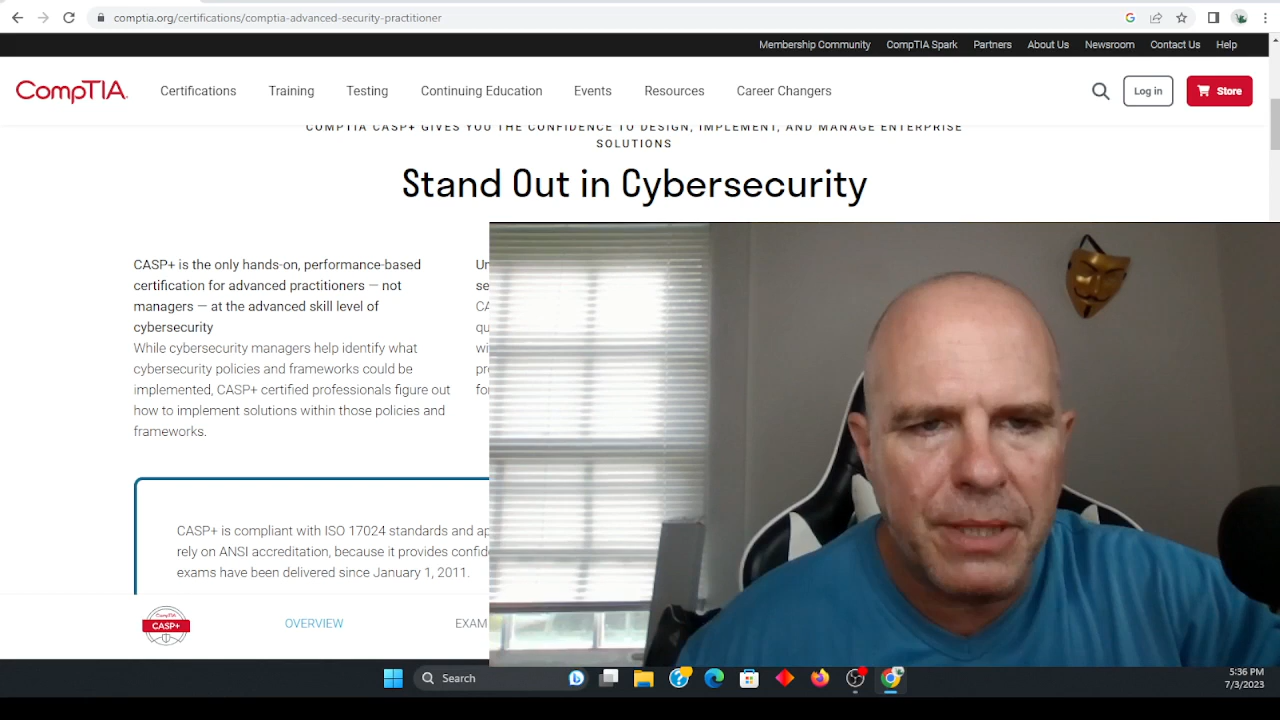 comptia.org/certifications/comptia-advanced-security-practitioner
Membership Community CompTIA Spark Partners About Us Newsroom Contact Us Help
CompTIA. Certifications Training Testing Continuing Education Events Resources Career Changers Log in Store
COMPTIA CASP+ GIVES YOU THE CONFIDENCE TO DESIGN, IMPLEMENT, AND MANAGE ENTERPRISE
SOLUTIONS
Stand Out in Cybersecurity
CASP+ is the only hands-on, performance-based
certification for advanced practitioners — not
managers — at the advanced skill level of
cybersecurity
While cybersecurity managers help identify what
cybersecurity policies and frameworks could be
implemented, CASP+ certified professionals figure out
how to implement solutions within those policies and
frameworks.
CASP+ is compliant with ISO 17024 standards and
rely on ANSI accreditation, because it provides
exams have been delivered since January 1, 2011.
CompTIA
CASP+
OVERVIEW EXAM
Search
5:36 PM
7/3/2023